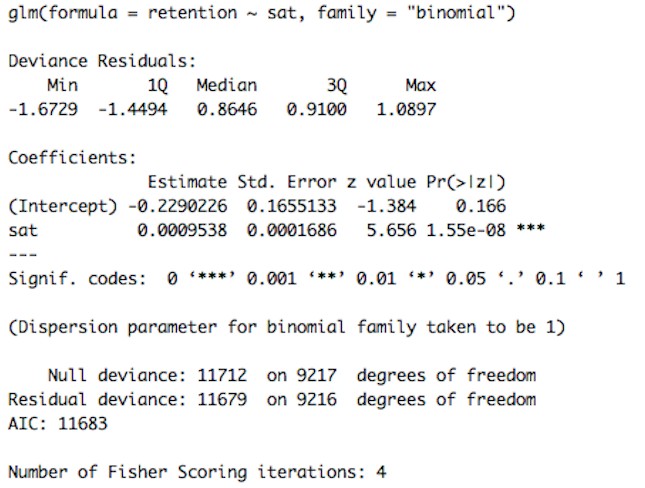 glm(formula = retention ~ sat, family = "binomial")
Deviance Residuals:
Min 1Q Median 3Q Max
-1.6729 -1.4494 0.8646 0.9100 1.0897
Coefficients:
Estimate Std. Error z value Pr(>|z|)
(Intercept) -0.2290226 0.1655133 -1.384 0.166
sat 0.0009538 0.0001686 5.656 1.55e-08 ***
---
Signif. codes: 0 ‘***’ 0.001 ‘**’ 0.01 ‘*’ 0.05 ‘.’ 0.1 ‘ ’ 1
(Dispersion parameter for binomial family taken to be 1)
Null deviance: 11712 on 9217 degrees of freedom
Residual deviance: 11679 on 9216 degrees of freedom
AIC: 11683
Number of Fisher Scoring iterations: 4